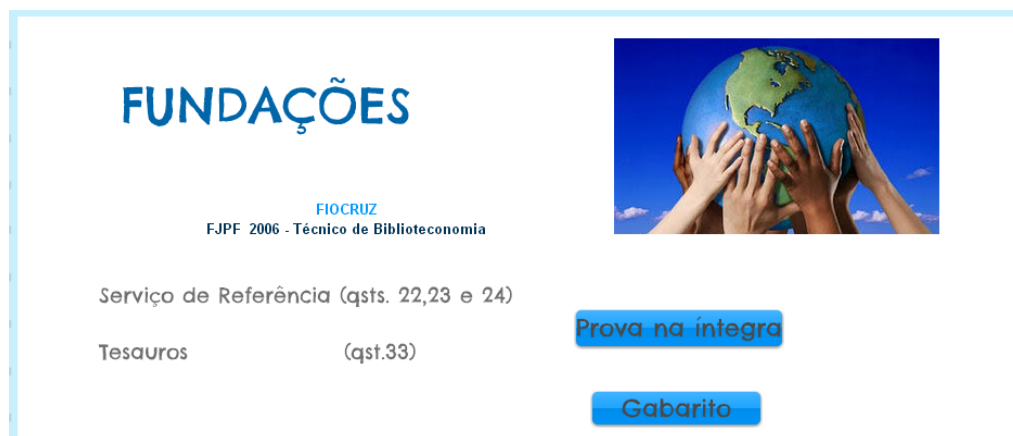 FUNDAÇÕES
FIOCRUZ
FJPF 2006 - Técnico de Biblioteconomia
Serviço de Referência (qsts. 22,23 e 24)
Prova na íntegra
Tesauros (qst.33)
Gabarito